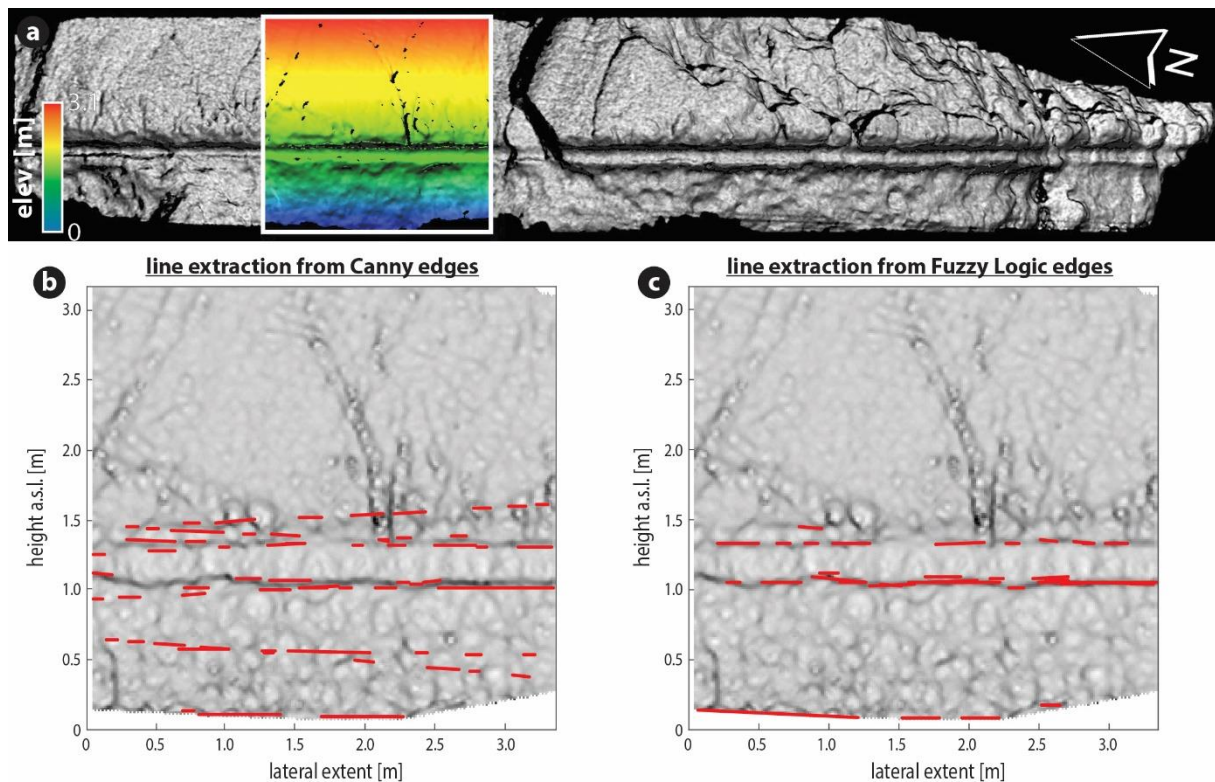 a
elev. [m]
3.1
0
N
line extraction from Canny edges
b
height a.s.l. [m]
3.0
2.5
2.0
1.5
1.0
0.5
0
0 0.5 1.0 1.5 2.0 2.5 3.0
lateral extent [m]
line extraction from Fuzzy Logic edges
c
height a.s.l. [m]
3.0
2.5
2.0
1.5
1.0
0.5
0
0 0.5 1.0 1.5 2.0 2.5 3.0
lateral extent [m]